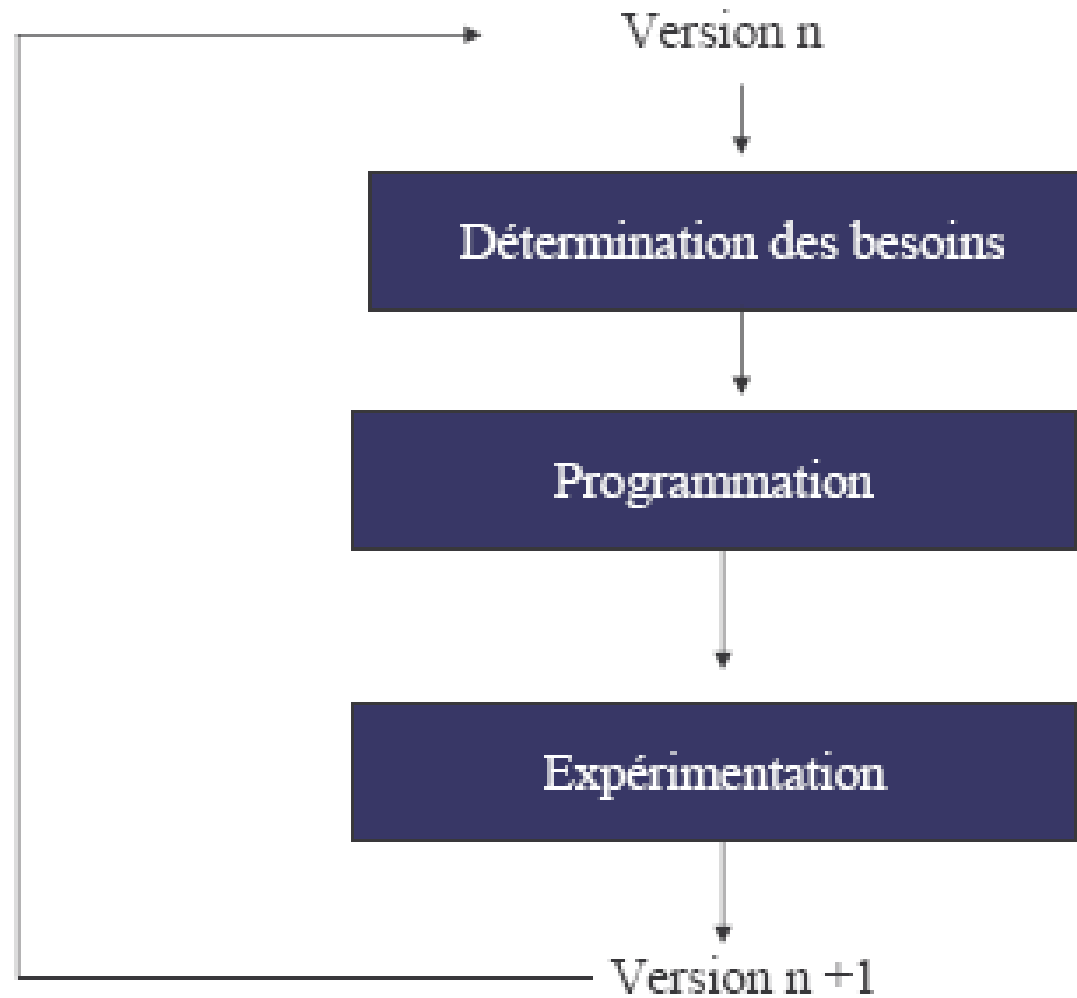 Version n
Détermination des besoins
Programmation
Expérimentation
Version n +1